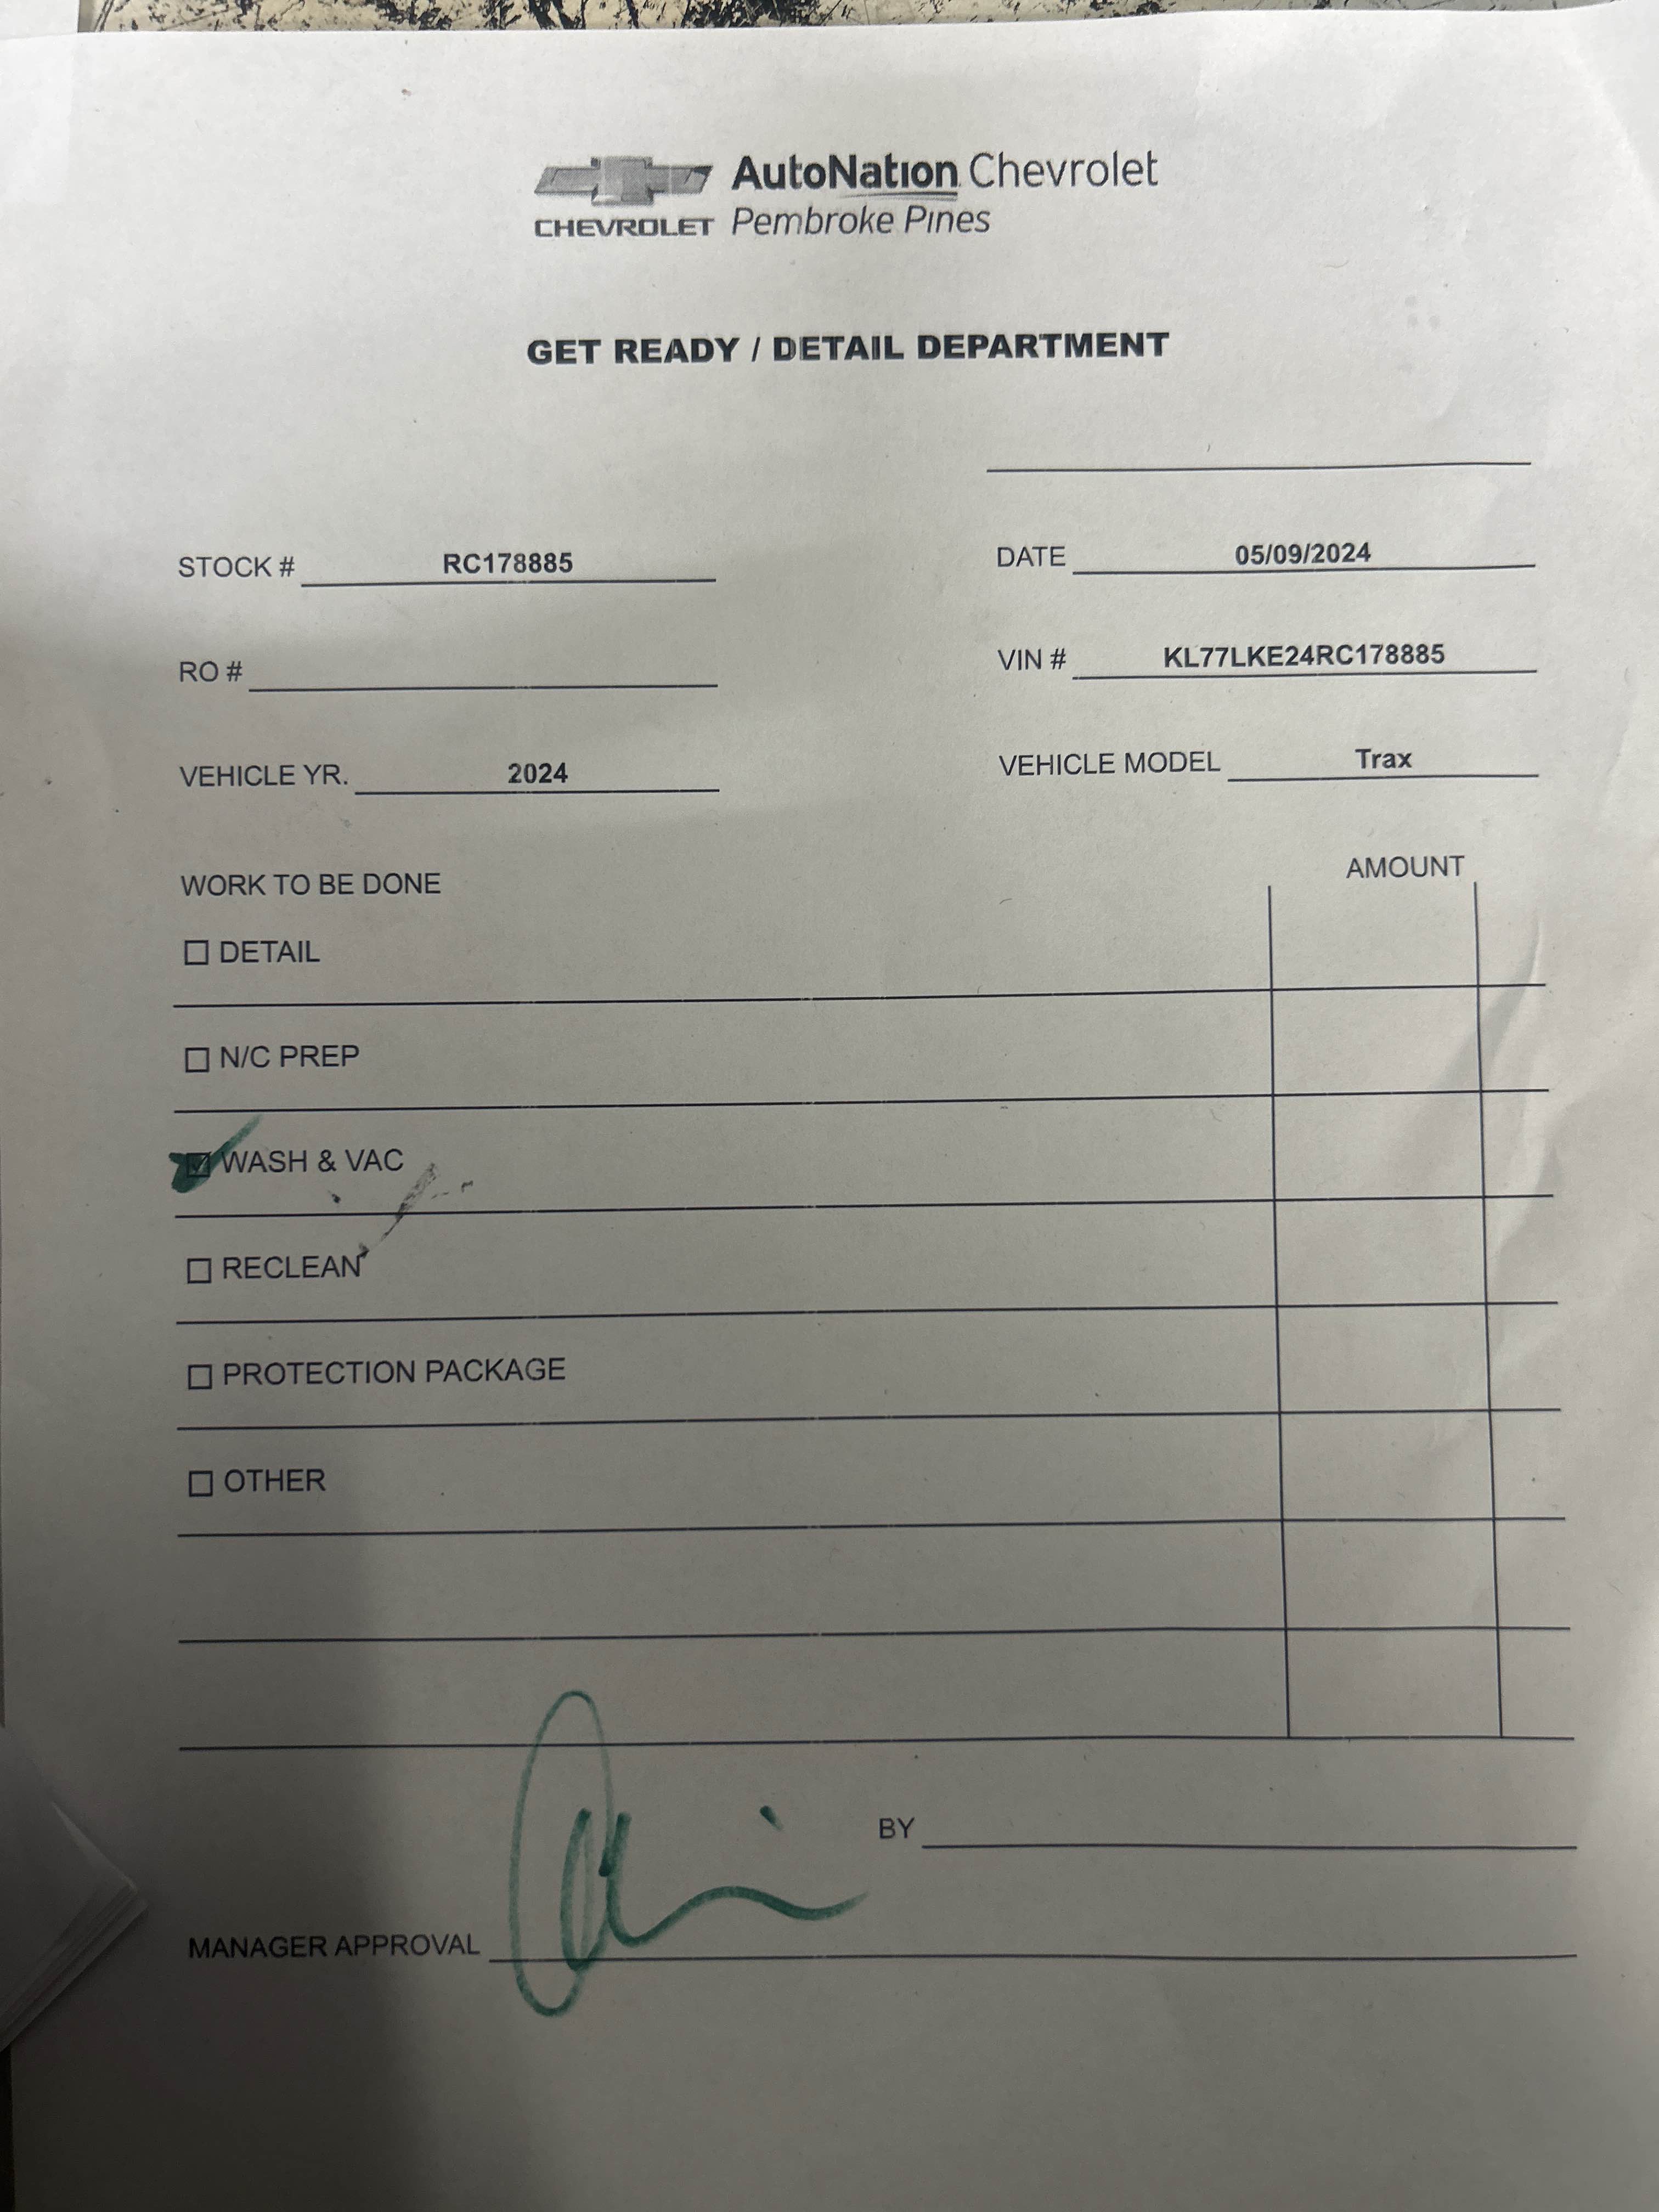 AutoNation Chevrolet
CHEVROLET Pembroke Pines
GET READY / DETAIL DEPARTMENT
STOCK # RC178885 DATE 05/09/2024
RO # VIN # KL77LKE24RC178885
VEHICLE YR. 2024 VEHICLE MODEL Trax
WORK TO BE DONE AMOUNT
DETAIL
N/C PREP
WASH & VAC
RECLEAN
PROTECTION PACKAGE
OTHER
BY
MANAGER APPROVAL